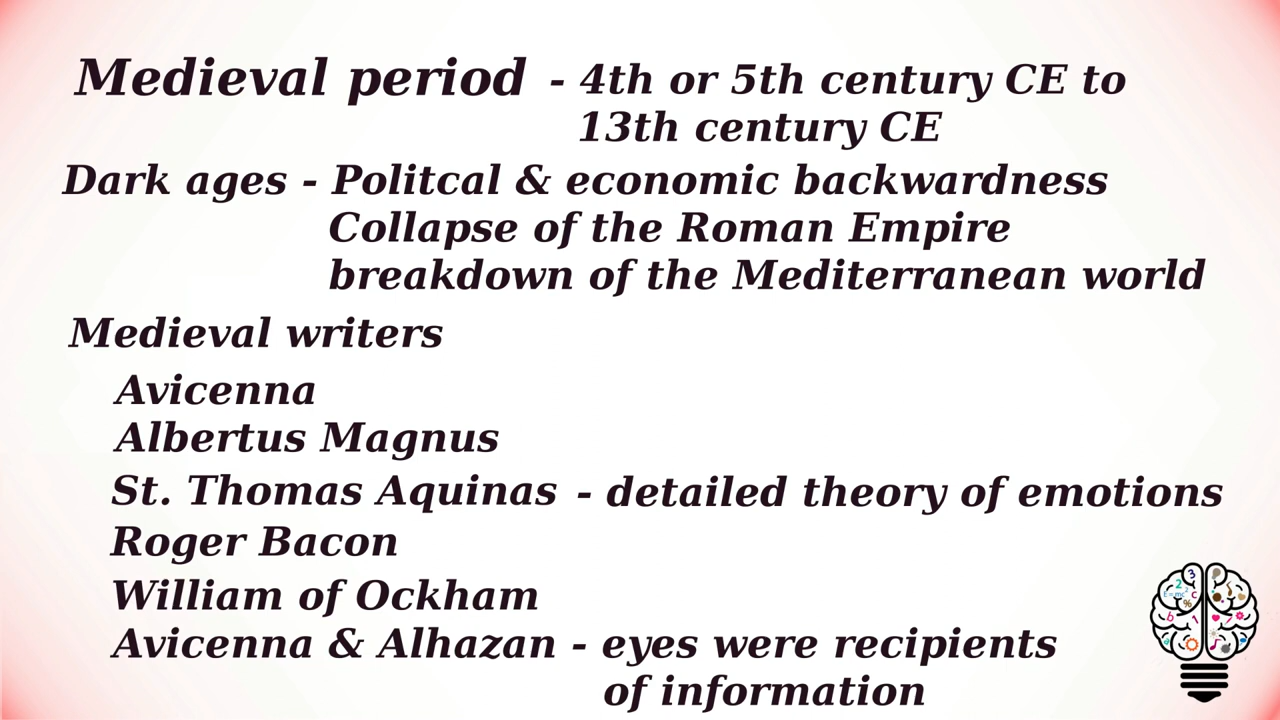 Medieval period - 4th or 5th century CE to
13th century CE
Dark ages - Politcal & economic backwardness
Collapse of the Roman Empire
breakdown of the Mediterranean world
Medieval writers
Avicenna
Albertus Magnus
St. Thomas Aquinas - detailed theory of emotions
Roger Bacon
William of Ockham
Avicenna & Alhazan - eyes were recipients
of information